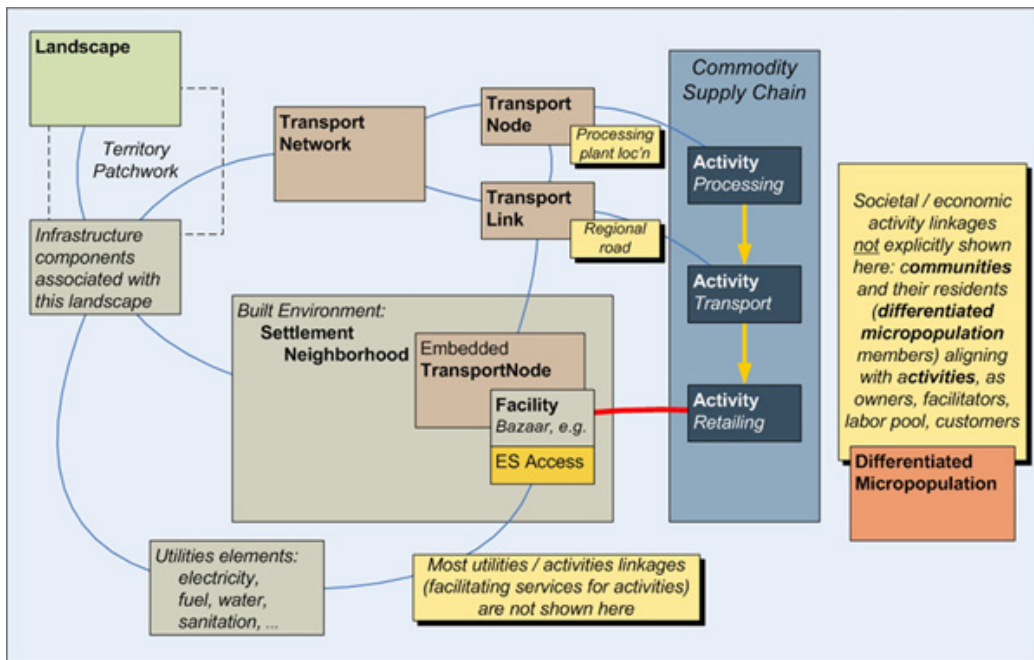 Landscape
Territory
Patchwork
Infrastructure
components
associated with
this landscape
Transport
Network
Transport
Node
Processing
plant loc'n
Transport
Link
Regional
road
Commodity
Supply Chain
Activity
Processing
Activity
Transport
Activity
Retailing
Built Environment:
Settlement
Neighborhood
Embedded
TransportNode
Facility
Bazaar, e.g.
ES Access
Utilities elements:
electricity,
fuel, water,
sanitation, ...
Most utilities / activities linkages
(facilitating services for activities)
are not shown here
Societal / economic
activity linkages
not explicitly shown
here: communities
and their residents
(differentiated
micropopulation
members) aligning
with activities, as
owners, facilitators,
labor pool, customers
Differentiated
Micropopulation